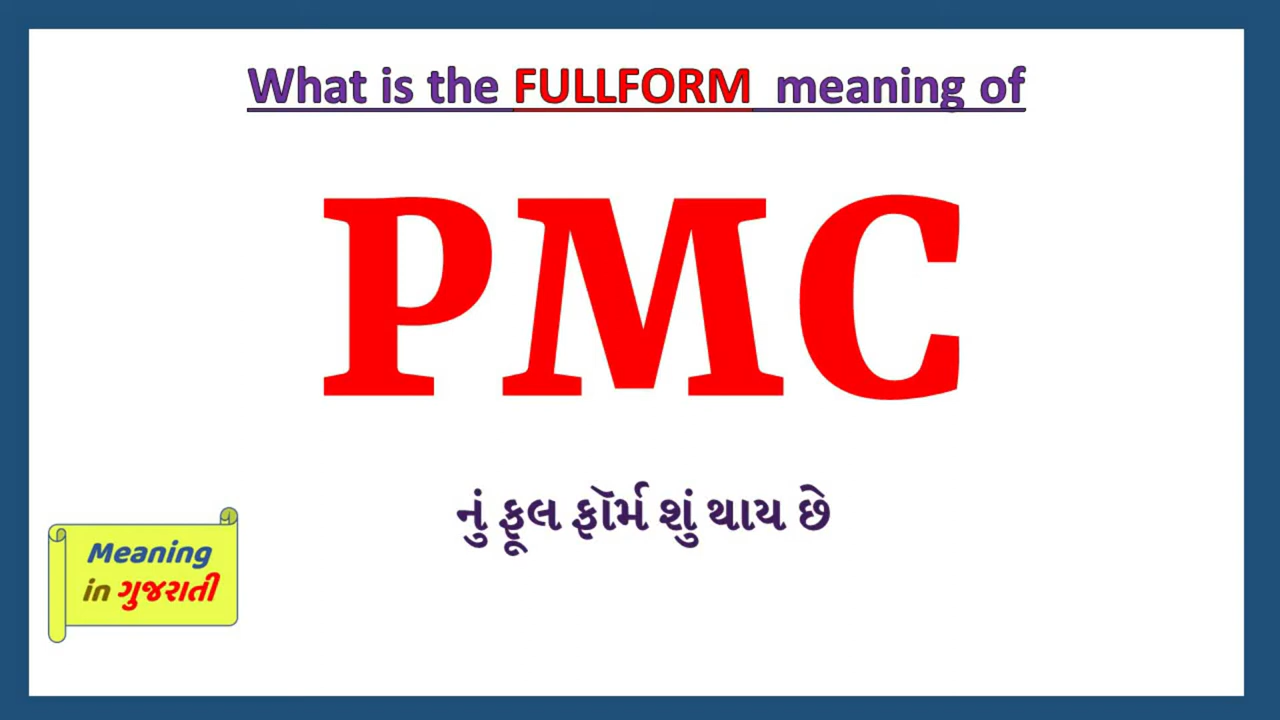 What is the FULLFORM meaning of
PMC
નું ફૂલ ફૉર્મ શું થાય છે
Meaning
in ગુજરાતી